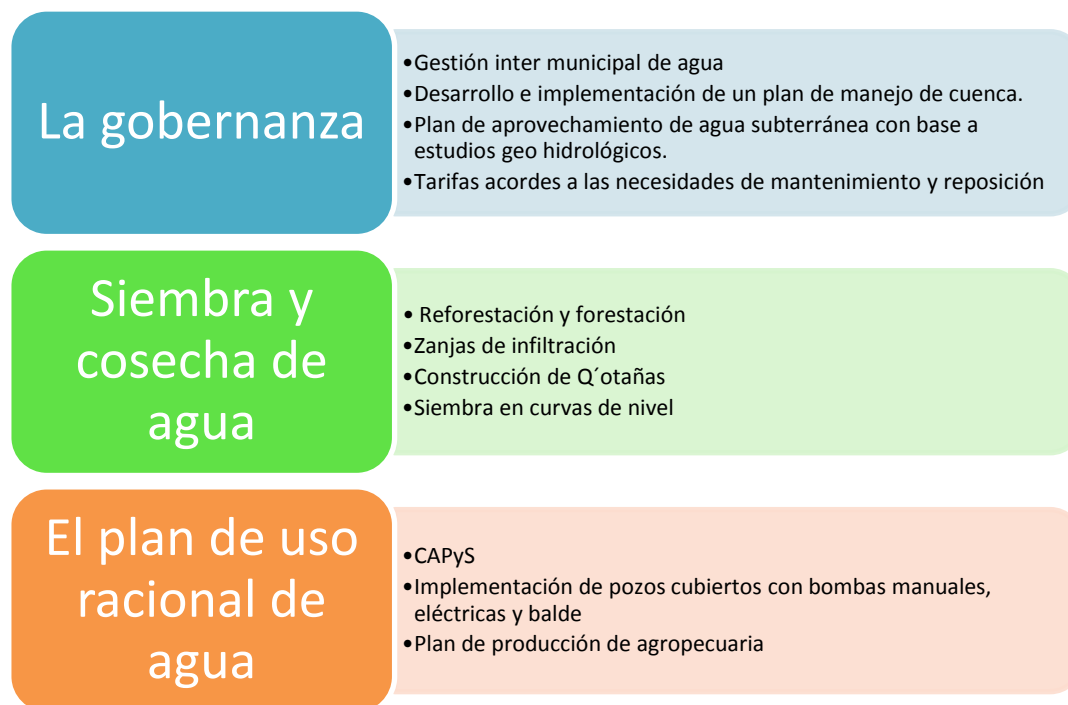 La gobernanza
•Gestión inter municipal de agua
•Desarrollo e implementación de un plan de manejo de cuenca.
•Plan de aprovechamiento de agua subterránea con base a
estudios geo hidrológicos.
•Tarifas acordes a las necesidades de mantenimiento y reposición
Siembra y
cosecha de
agua
• Reforestación y forestación
•Zanjas de infiltración
•Construcción de Q´otañas
•Siembra en curvas de nivel
El plan de uso
racional de
agua
•CAPyS
•Implementación de pozos cubiertos con bombas manuales,
eléctricas y balde
•Plan de producción de agropecuaria